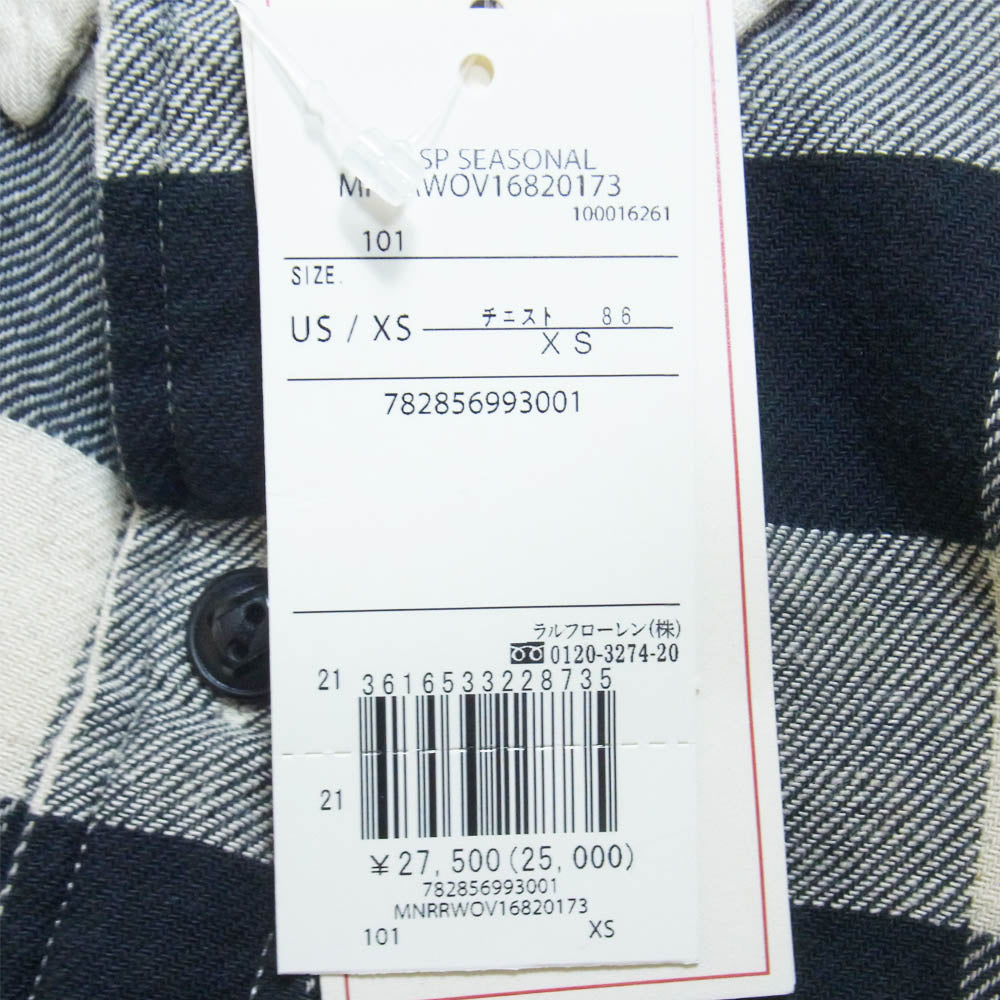 SP SEASONAL
MNRRWOV16820173
100016261
101
SIZE.
US / XS チェスト 86
XS
782856993001
ラルフローレン(株)
0120-3274-20
21 3616533228735
21
¥27,500(25,000)
782856993001
MNRRWOV16820173
101 XS